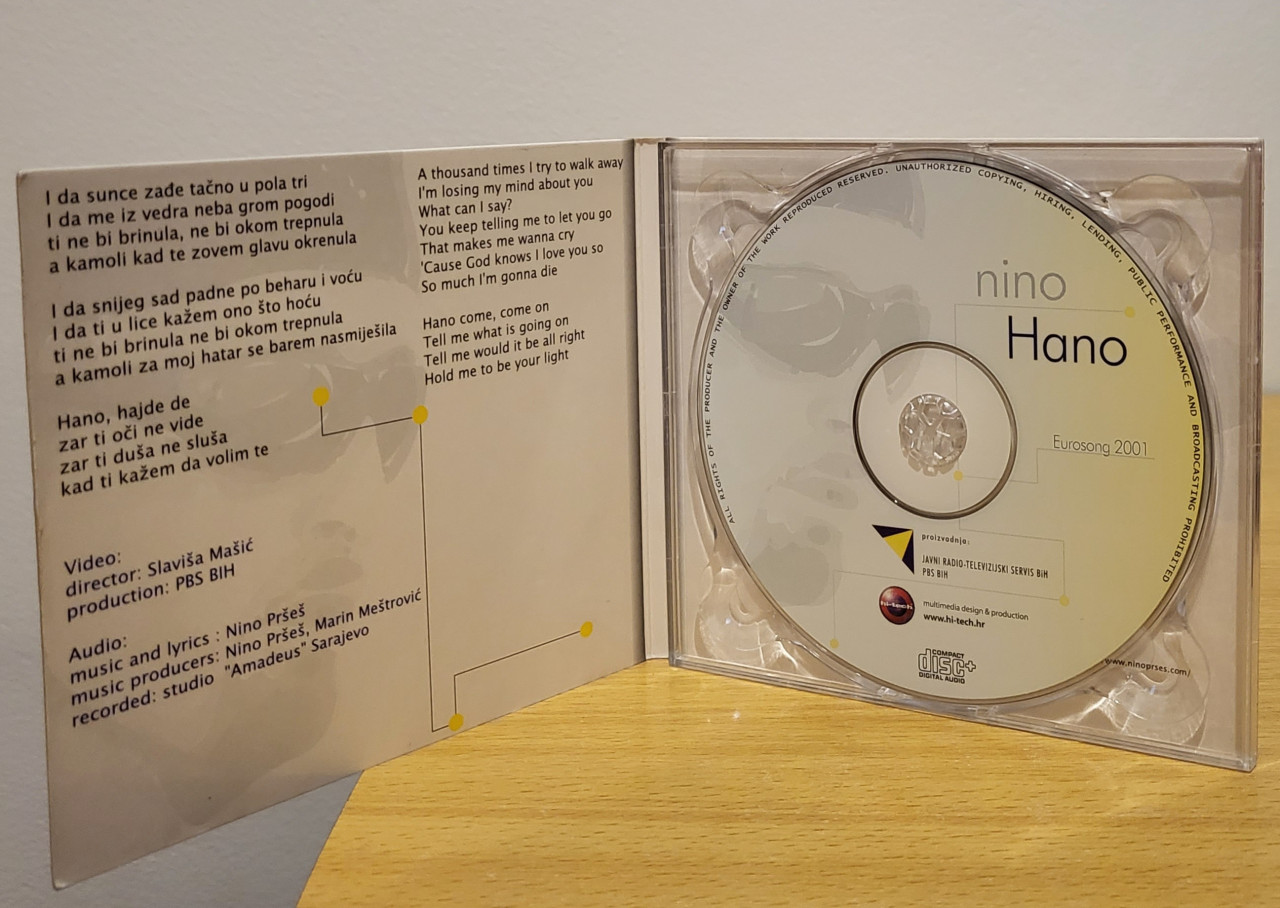 I da sunce zađe tačno u pola tri
I da me iz vedra neba grom pogodi
ti ne bi brinula, ne bi okom trepnula
a kamoli kad te zovem glavu okrenula
I da snijeg sad padne po beharu i voću
I da ti u lice kažem ono što hoću
ti ne bi brinula ne bi okom trepnula
a kamoli za moj hatar se barem nasmiješila
Hano, hajde de
zar ti oči ne vide
zar ti duša ne sluša
kad ti kažem da volim te
Video:
director: Slaviša Mašić
production: PBS BIH
Audio:
music and lyrics : Nino Pršeš
music producers: Nino Pršeš, Marin Meštrović
recorded: studio "Amadeus" Sarajevo
A thousand times I try to walk away
I'm losing my mind about you
What can I say?
You keep telling me to let you go
That makes me wanna cry
'Cause God knows I love you so
So much I'm gonna die
Hano come, come on
Tell me what is going on
Tell me would it be all right
Hold me to be your light
ALL RIGHTS OF THE PRODUCER AND THE OWNER OF THE WORK REPRODUCED RESERVED. UNAUTHORIZED COPYING, HIRING, LENDING, PUBLIC PERFORMANCE AND BROADCASTING PROHIBITED
nino
Hano
Eurosong 2001
proizvodnja:
JAVNI RADIO-TELEVIZIJSKI SERVIS BiH
PBS BIH
hi-tech
multimedia design & production
www.hi-tech.hr
COMPACT
disc+
DIGITAL AUDIO
www.ninoprses.com/